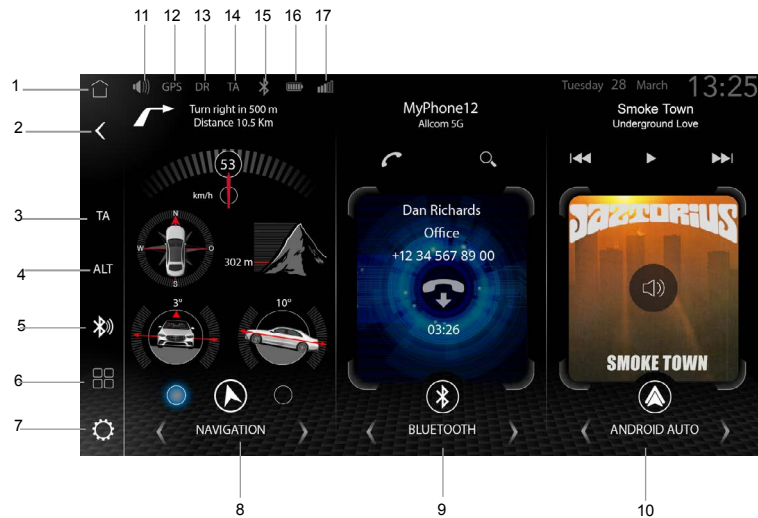 11 12 13 14 15 16 17
1
GPS DR TA
Tuesday 28 March 13:25
2
Turn right in 500 m
Distance 10.5 Km
53
km/h
MyPhone12
Allcom 5G
Smoke Town
Underground Love
3
TA
N
W O
S
302 m
4
ALT
Dan Richards
Office
+12 34 567 89 00
03:26
JAZTORIUS
SMOKE TOWN
5
3° 10°
6
7
NAVIGATION
BLUETOOTH
ANDROID AUTO
8 9 10